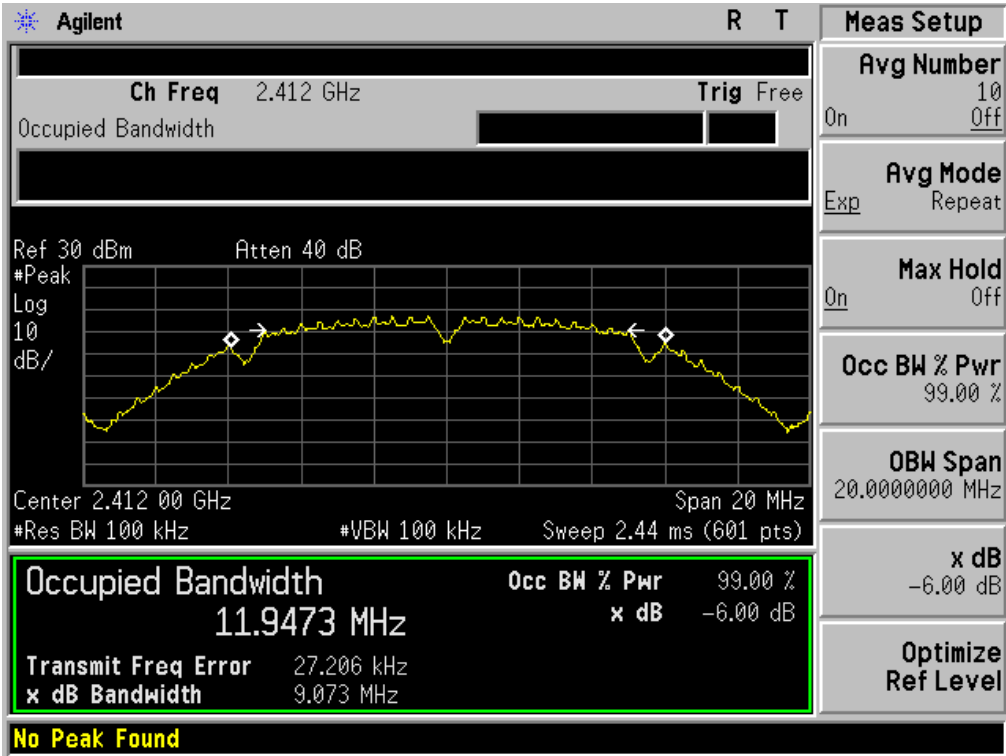 Agilent R T
Ch Freq 2.412 GHz Trig Free
Occupied Bandwidth
Ref 30 dBm Atten 40 dB
#Peak
Log
10
dB/
Center 2.412 00 GHz Span 20 MHz
#Res BW 100 kHz #VBW 100 kHz Sweep 2.44 ms (601 pts)
Occupied Bandwidth Occ BW % Pwr 99.00 %
11.9473 MHz x dB -6.00 dB
Transmit Freq Error 27.206 kHz
x dB Bandwidth 9.073 MHz
No Peak Found
Meas Setup
Avg Number
10
On Off
Avg Mode
Exp Repeat
Max Hold
On Off
Occ BW % Pwr
99.00 %
OBW Span
20.0000000 MHz
x dB
-6.00 dB
Optimize
Ref Level